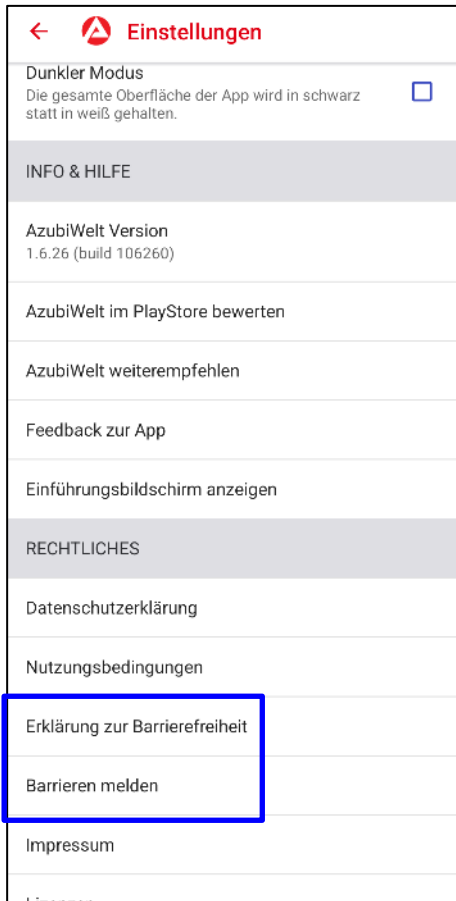 Einstellungen
Dunkler Modus
Die gesamte Oberfläche der App wird in schwarz
statt in weiß gehalten.
INFO & HILFE
AzubiWelt Version
1.6.26 (build 106260)
AzubiWelt im PlayStore bewerten
AzubiWelt weiterempfehlen
Feedback zur App
Einführungsbildschirm anzeigen
RECHTLICHES
Datenschutzerklärung
Nutzungsbedingungen
Erklärung zur Barrierefreiheit
Barrieren melden
Impressum